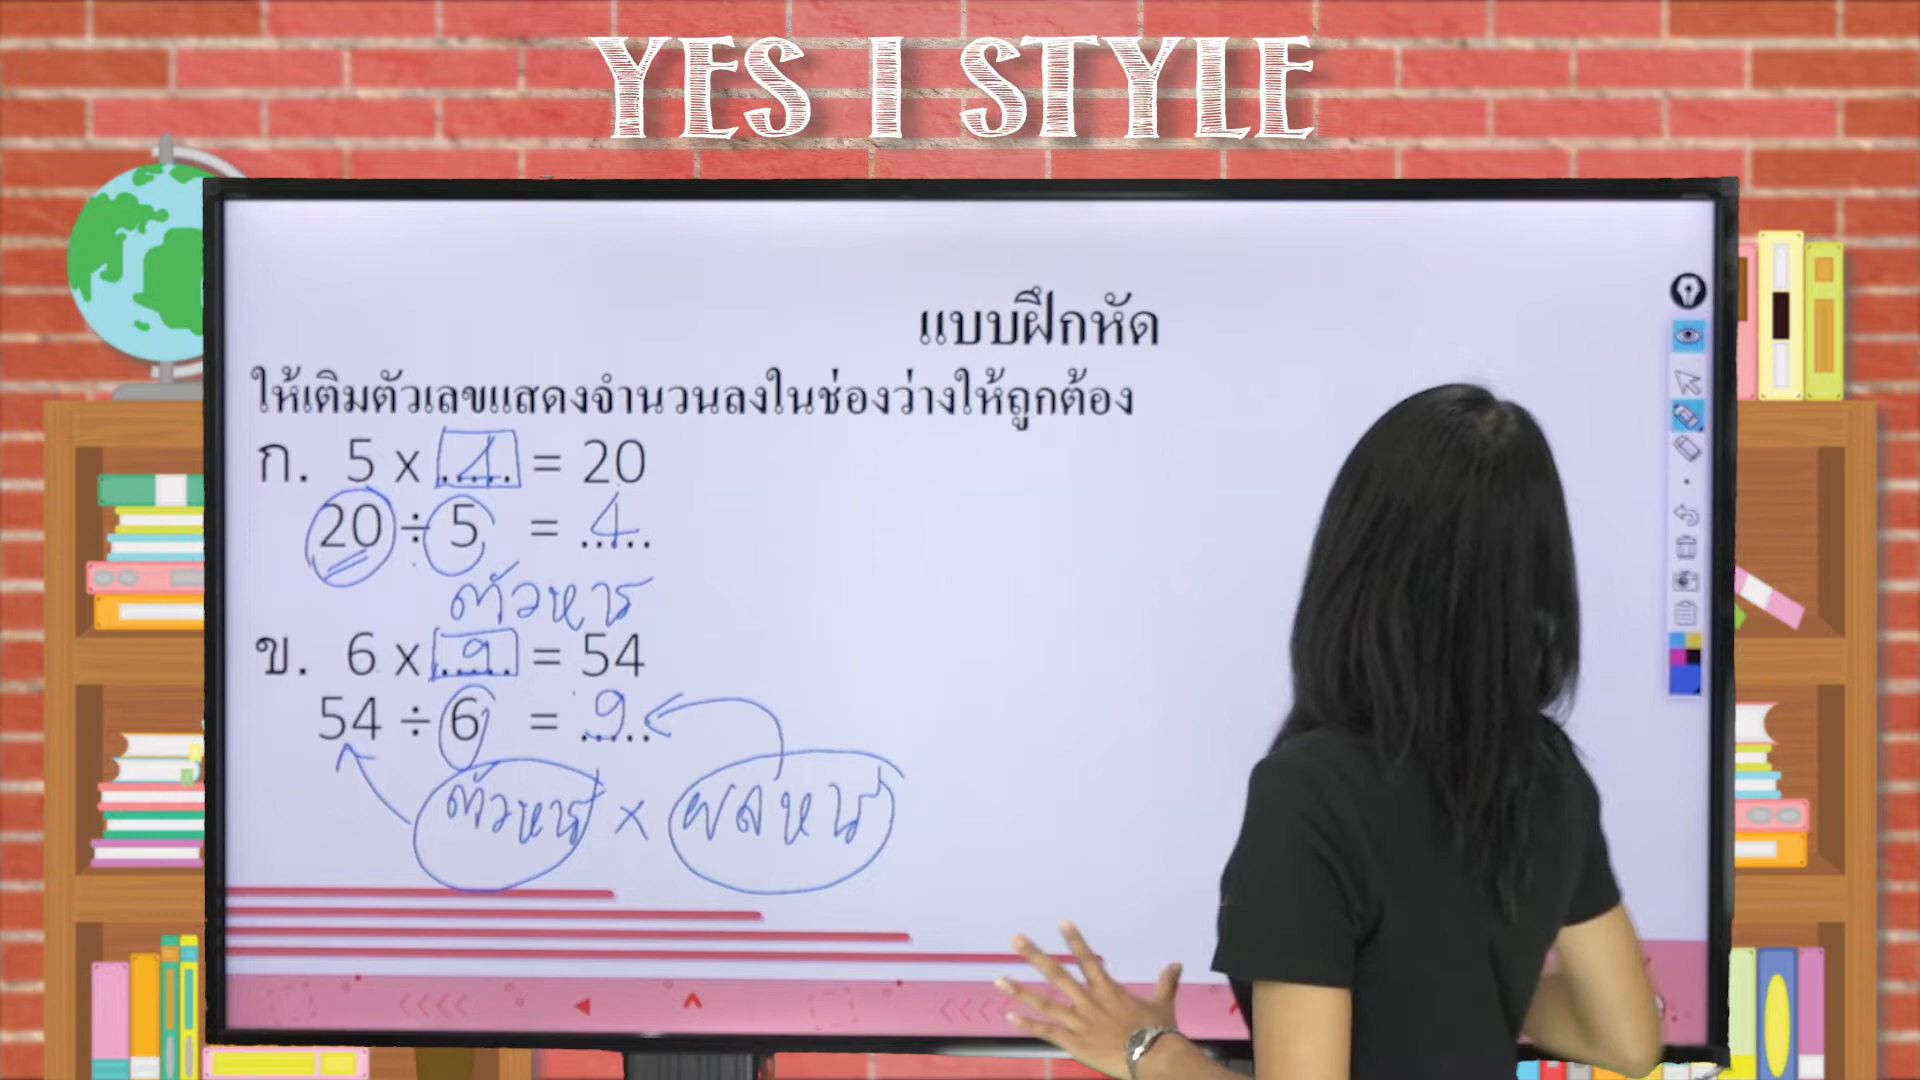 YES I STYLE
แบบฝึกหัด
ให้เติมตัวเลขแสดงจำนวนลงในช่องว่างให้ถูกต้อง
ก. 5 x ..4.. = 20
20 ÷ 5 = ..4..
ตัวหาร
ข. 6 x ..9.. = 54
54 ÷ 6 = ..9..
ตัวหาร x ผลหาร